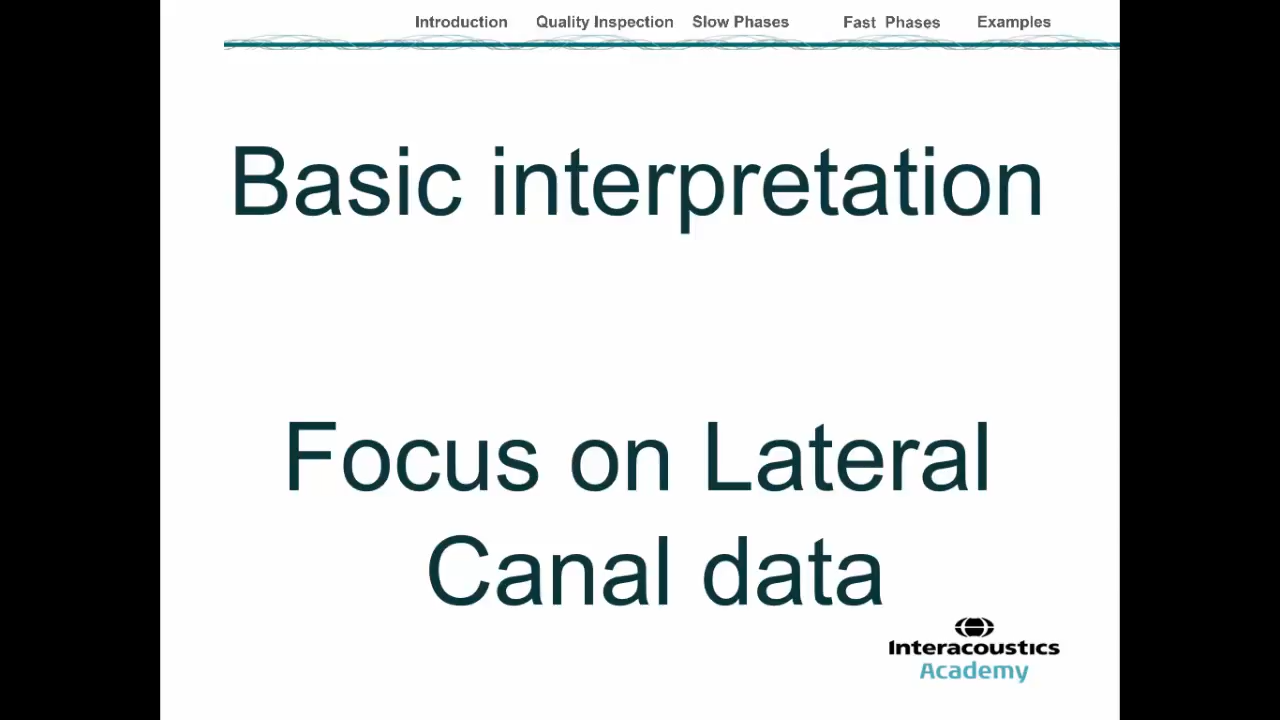 Introduction Quality Inspection Slow Phases Fast Phases Examples
Basic interpretation
Focus on Lateral
Canal data
Interacoustics
Academy